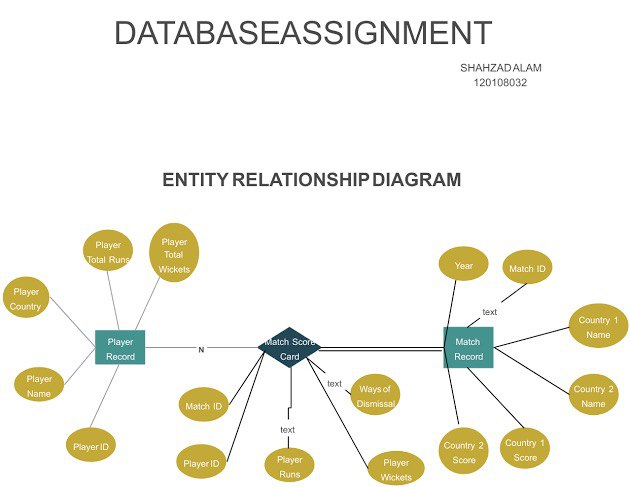 DATABASEASSIGNMENT
SHAHZADALAM
120108032
ENTITY RELATIONSHIP DIAGRAM
Player
Total Runs
Player
Total
Wickets
Year
Match ID
Player
Country
text
Country 1
Name
Player
Record
N
Match Score
Card
Match
Record
Player
Name
text
Ways of
Dismissal
Country 2
Name
Match ID
text
Player ID
Player ID
Player
Runs
Player
Wickets
Country 2
Score
Country 1
Score